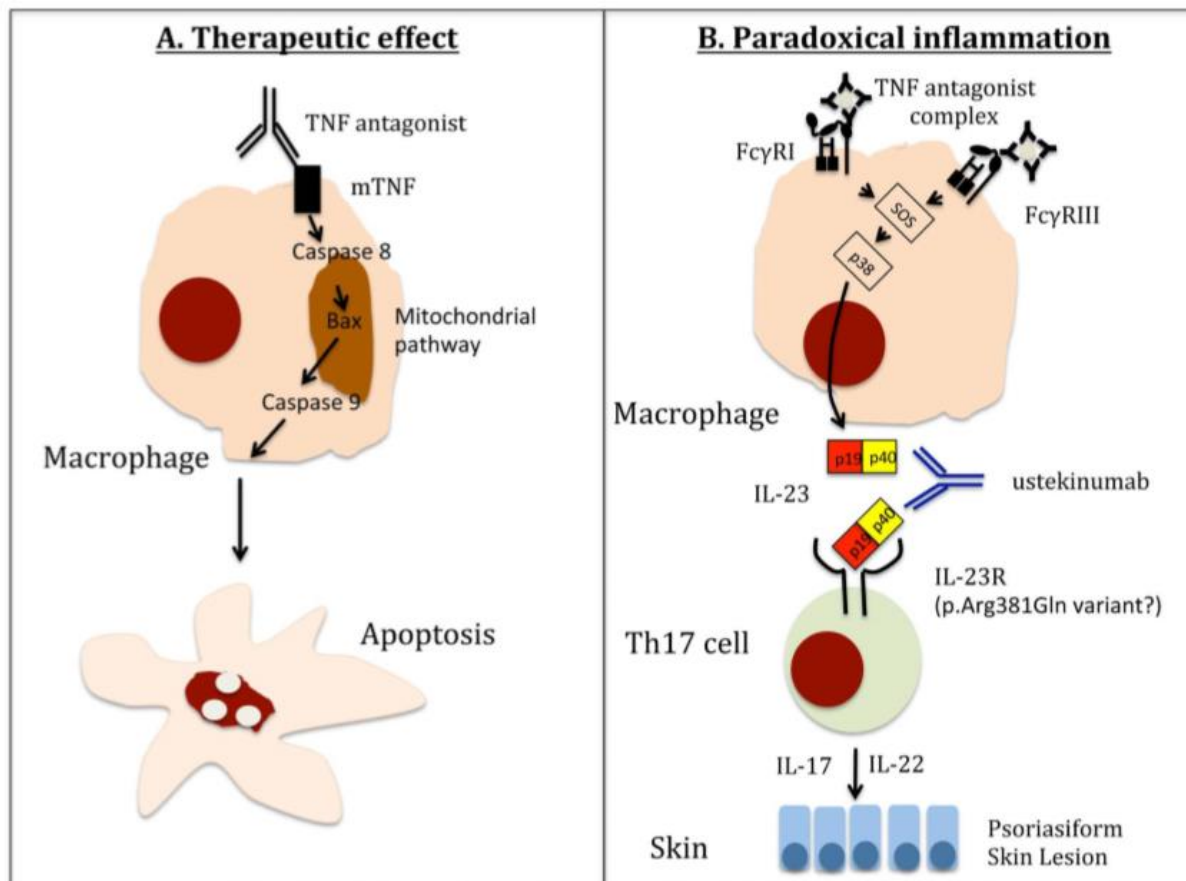 A. Therapeutic effect
TNF antagonist
mTNF
Caspase 8
Bax
Mitochondrial
pathway
Caspase 9
Macrophage
Apoptosis
B. Paradoxical inflammation
TNF antagonist
complex
FcγRI
FcγRIII
SOS
p38
Macrophage
p19 p40
IL-23
ustekinumab
p19 p40
IL-23R
(p.Arg381Gln variant?)
Th17 cell
IL-17 IL-22
Skin
Psoriasiform
Skin Lesion